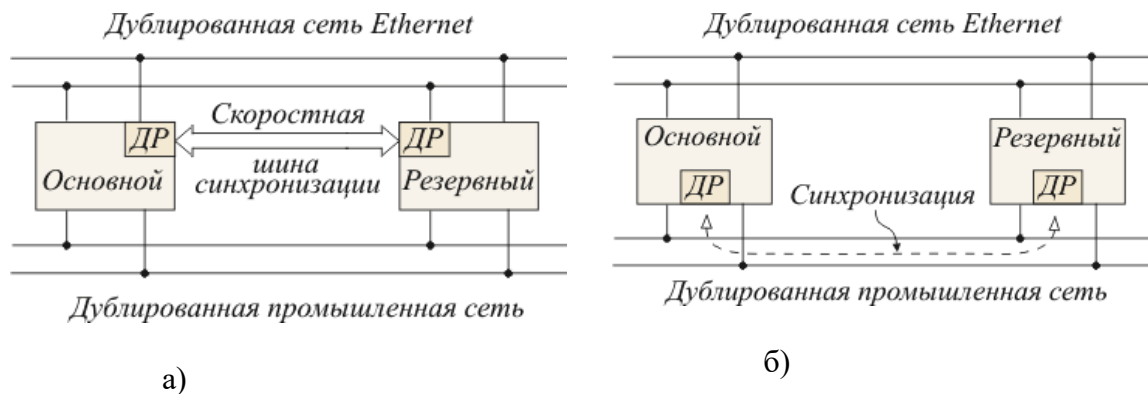 Дублированная сеть Ethernet
Скоростная
ДР
ДР
шина
синхронизации
Основной
Резервный
Дублированная промышленная сеть
а)
Дублированная сеть Ethernet
Основной
Резервный
ДР
ДР
Синхронизация
Дублированная промышленная сеть
б)